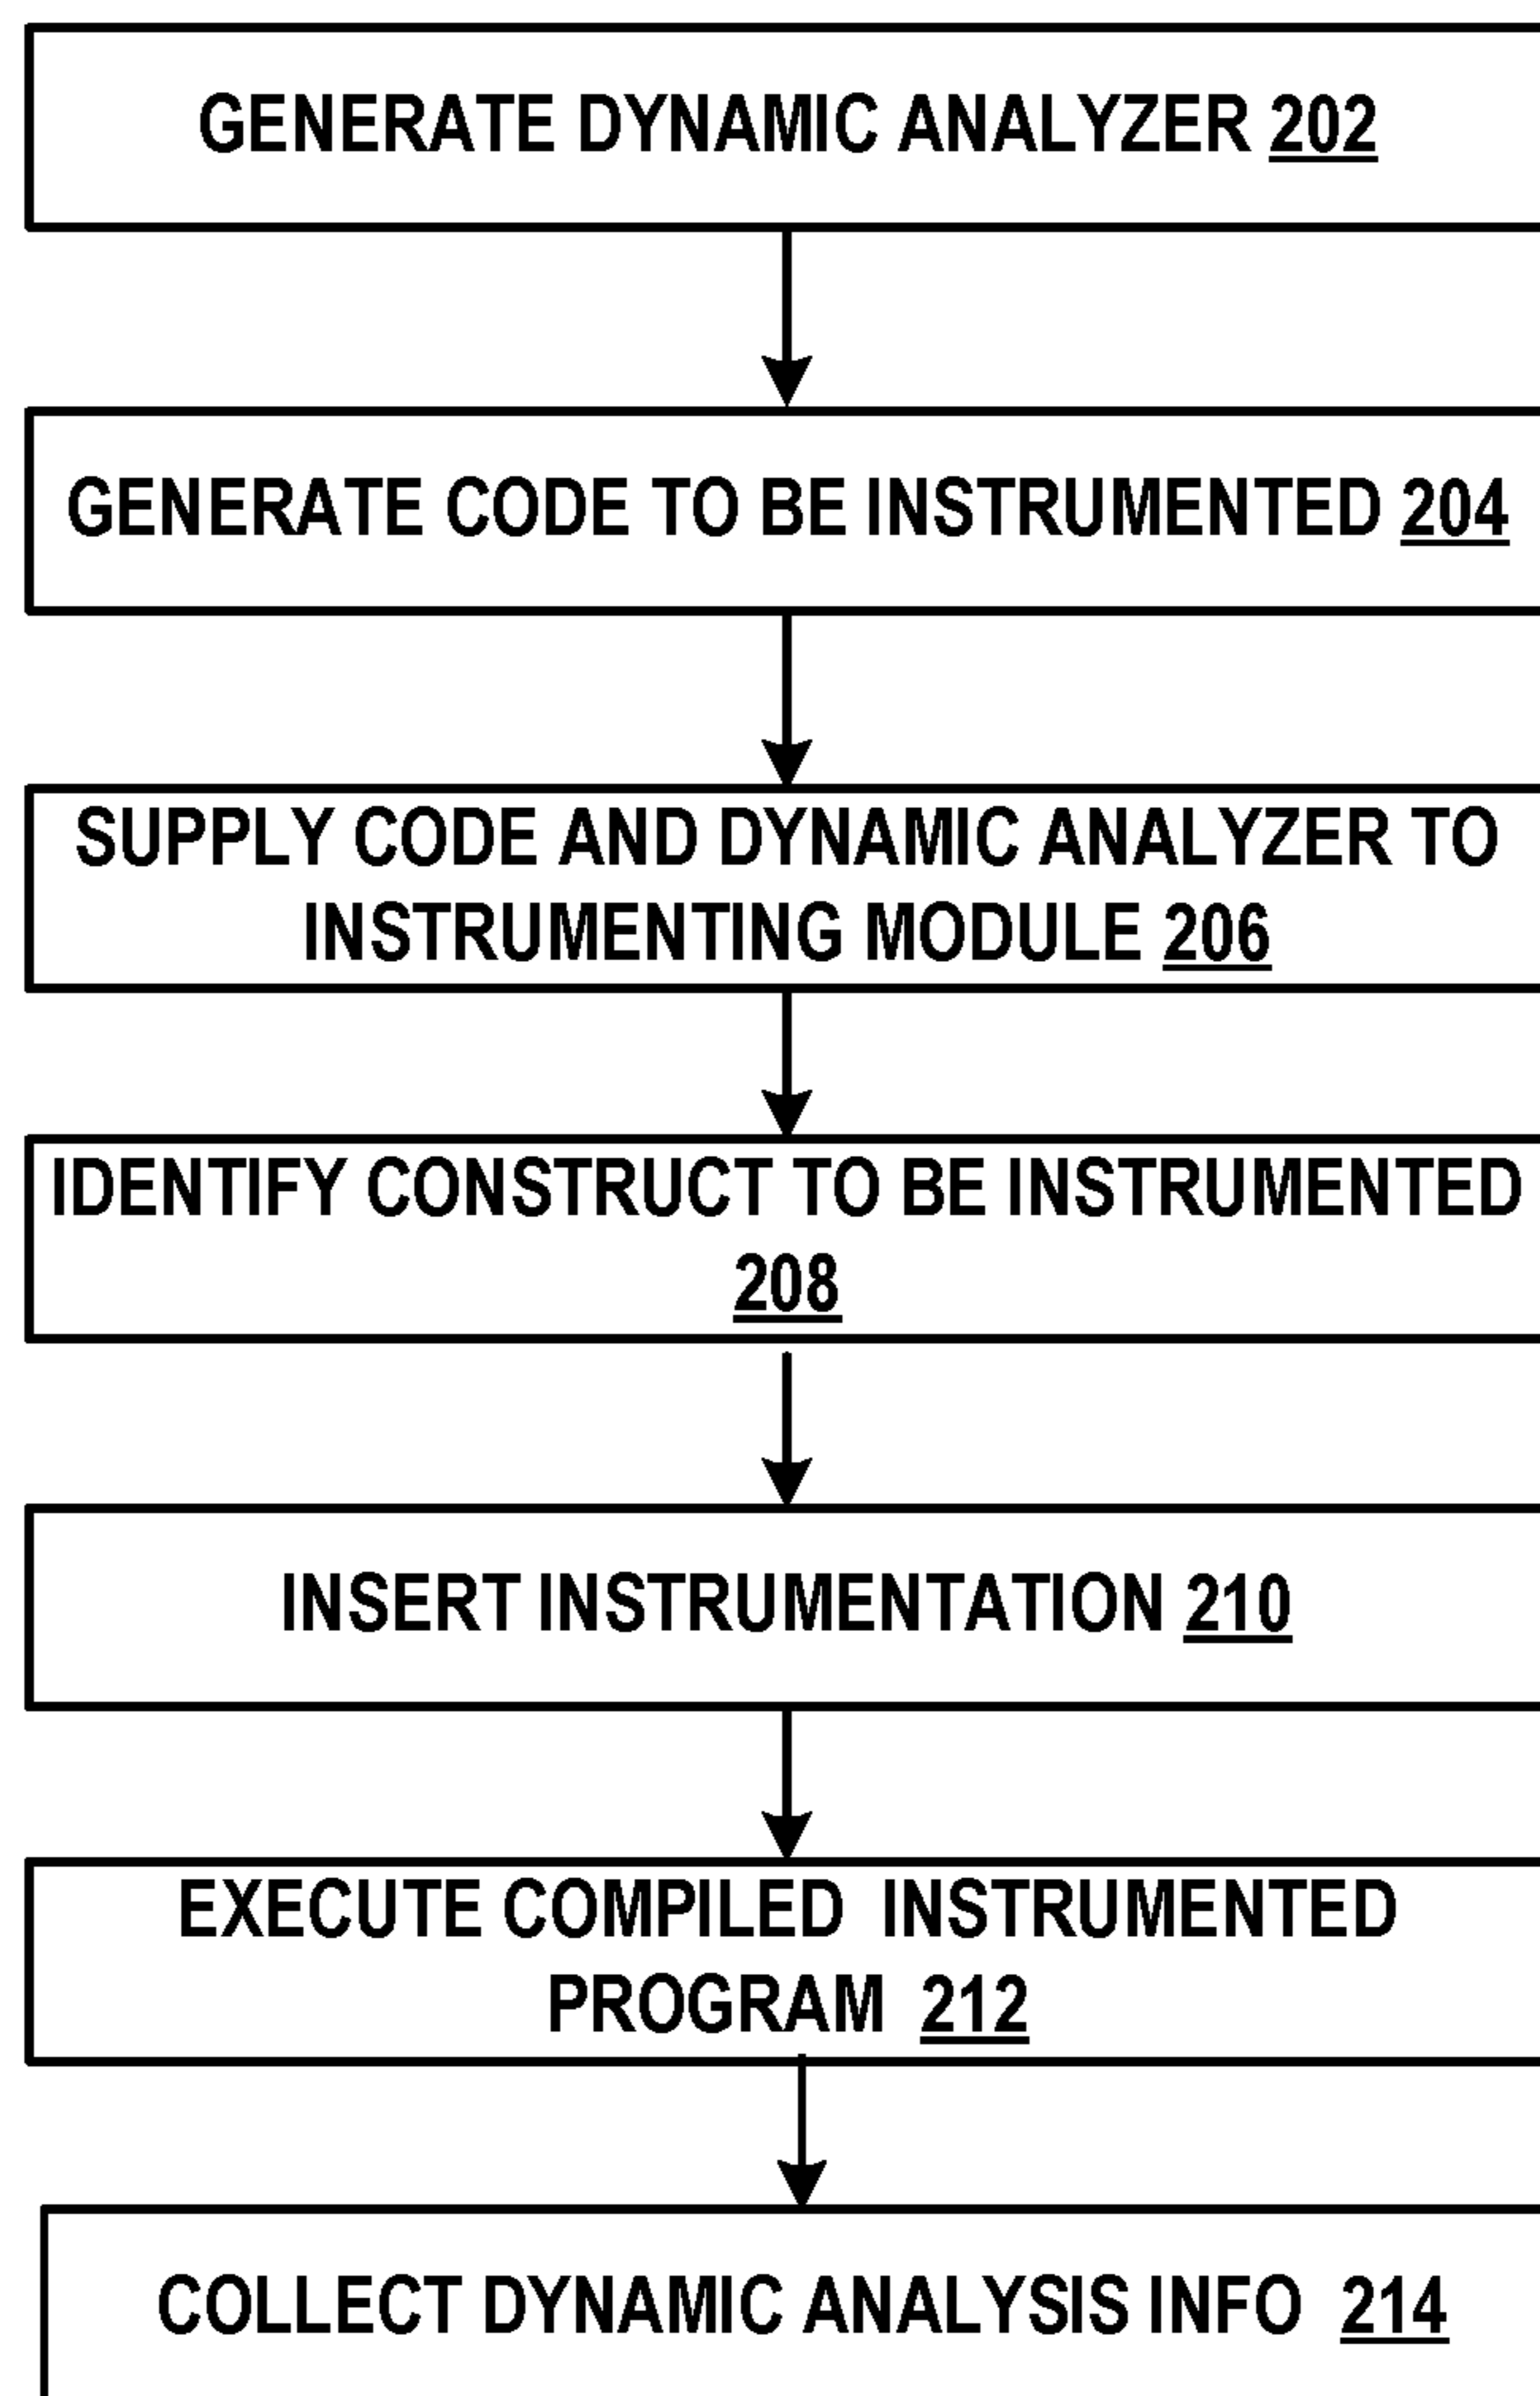 GENERATE DYNAMIC ANALYZER 202
GENERATE CODE TO BE INSTRUMENTED 204
SUPPLY CODE AND DYNAMIC ANALYZER TO
INSTRUMENTING MODULE 206
IDENTIFY CONSTRUCT TO BE INSTRUMENTED
208
INSERT INSTRUMENTATION 210
EXECUTE COMPILED INSTRUMENTED
PROGRAM 212
COLLECT DYNAMIC ANALYSIS INFO 214